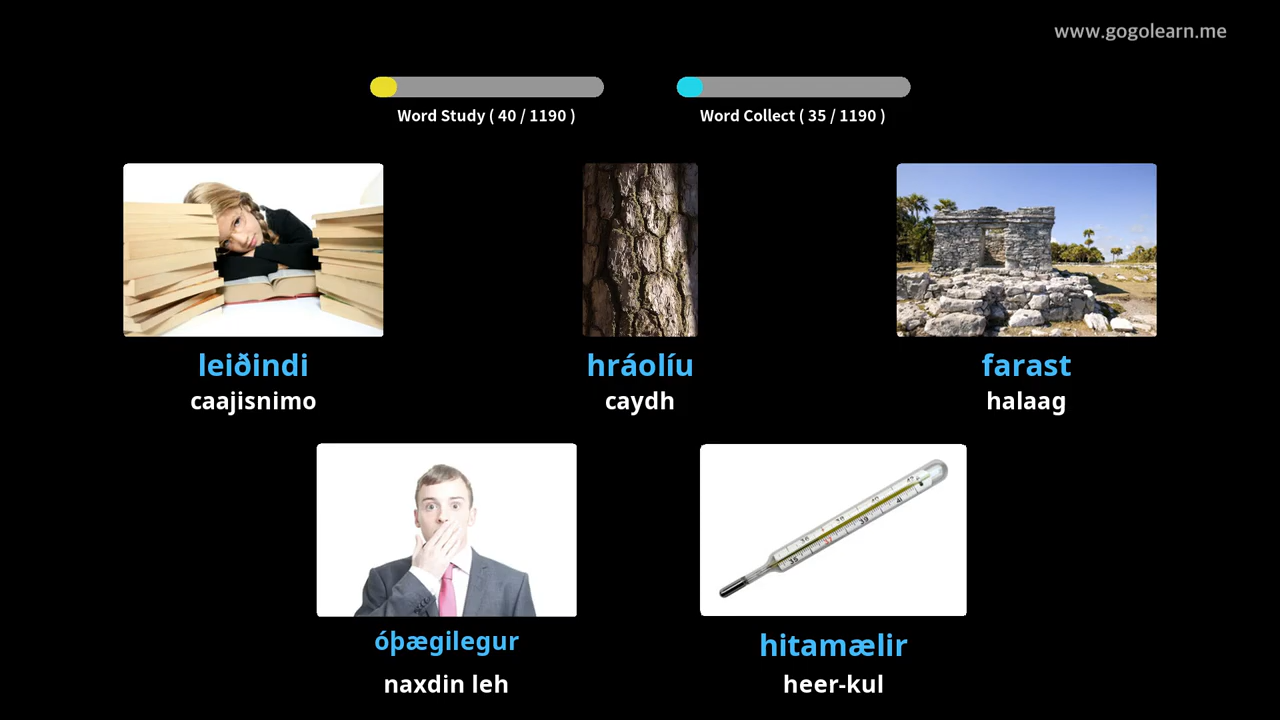 www.gogolearn.me
Word Study ( 40 / 1190 )
Word Collect ( 35 / 1190 )
leiðindi
hráolíu
farast
caajisnimo
caydh
halaag
óþægilegur
hitamælir
naxdin leh
heer-kul